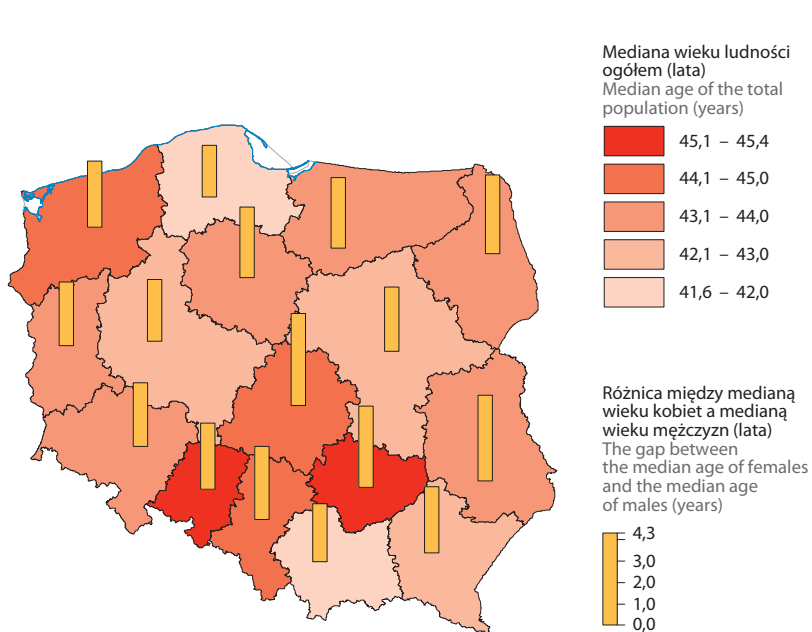 Mediana wieku ludności
ogółem (lata)
Median age of the total
population (years)
45,1 – 45,4
44,1 – 45,0
43,1 – 44,0
42,1 – 43,0
41,6 – 42,0
Różnica między medianą
wieku kobiet a medianą
wieku mężczyzn (lata)
The gap between
the median age of females
and the median age
of males (years)
4,3
3,0
2,0
1,0
0,0